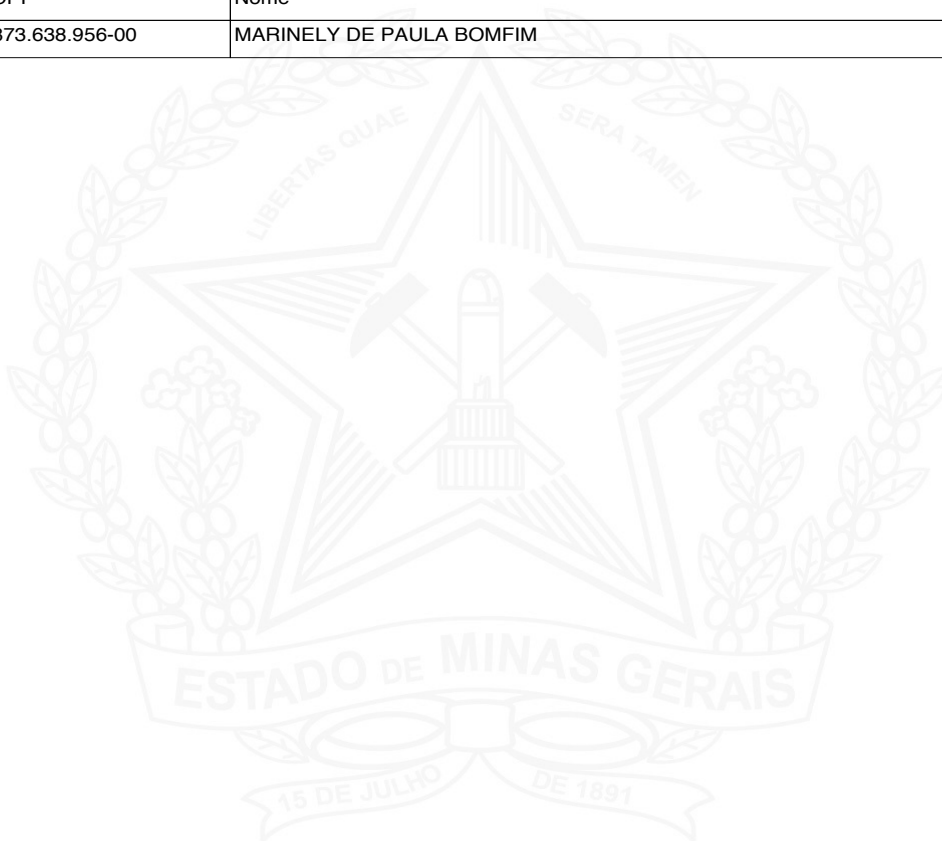 Nome
373.638.956-00 MARINELY DE PAULA BOMFIM
LIBERTAS QUAE SERA TAMEN
ESTADO DE MINAS GERAIS
15 DE JULHO DE 1891